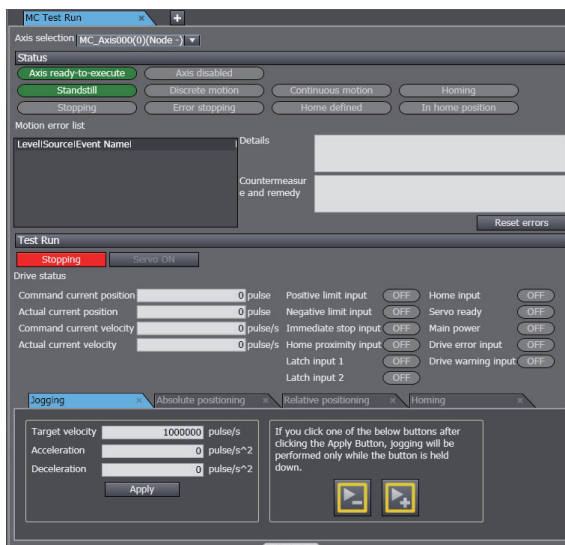 MC Test Run × +
Axis selection MC_Axis000(0)(Node -) ▼
Status
Axis ready-to-execute Axis disabled
Standstill Discrete motion Continuous motion Homing
Stopping Error stopping Home defined In home position
Motion error list
Level|Source|Event Name|
Details
Countermeasur
e and remedy
Reset errors
Test Run
Stopping Servo ON
Drive status
Command current position 0 pulse Positive limit input OFF Home input OFF
Actual current position 0 pulse Negative limit input OFF Servo ready OFF
Command current velocity 0 pulse/s Immediate stop input OFF Main power OFF
Actual current velocity 0 pulse/s Home proximity input OFF Drive error input OFF
Latch input 1 OFF Drive warning input OFF
Latch input 2 OFF
Jogging × Absolute positioning × Relative positioning × Homing ×
Target velocity 1000000 pulse/s
Acceleration 0 pulse/s^2
Deceleration 0 pulse/s^2
Apply
If you click one of the below buttons after
clicking the Apply Button, jogging will be
performed only while the button is held
down.